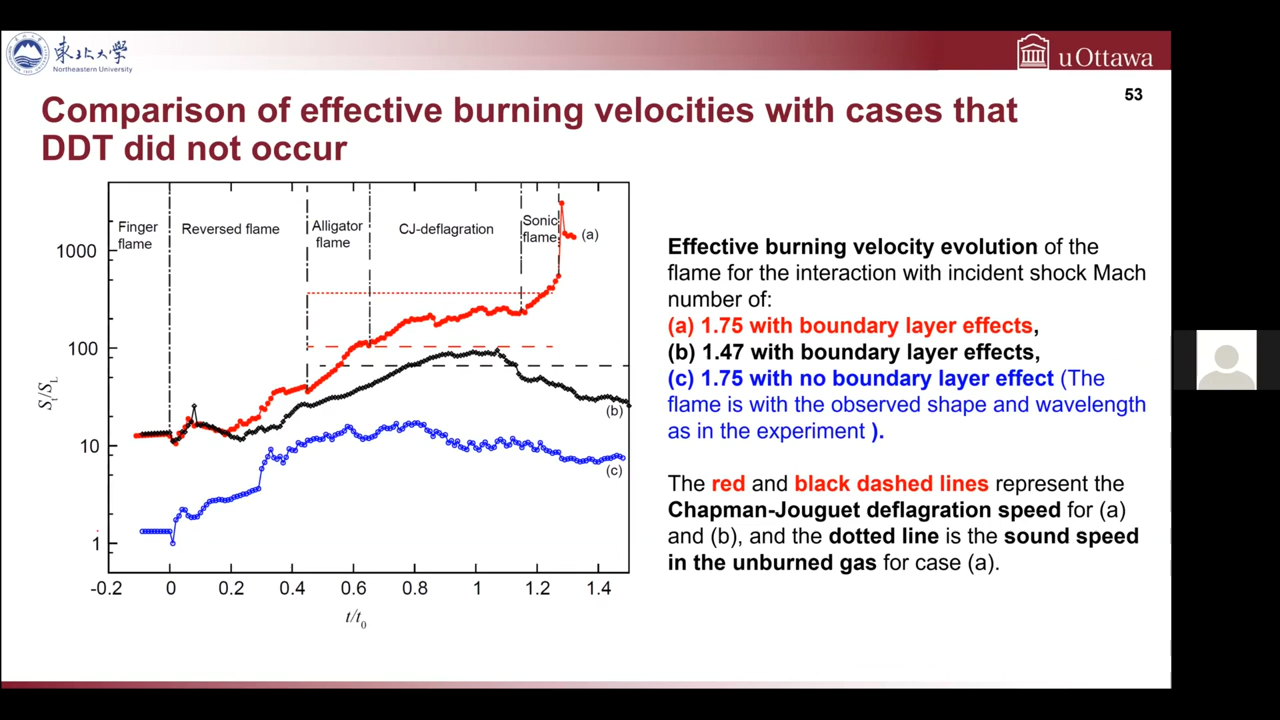 東北大学
Northeastern University
uOttawa
53
Comparison of effective burning velocities with cases that
DDT did not occur
Finger
flame
Reversed flame
Alligator
flame
CJ-deflagration
Sonic
flame
(a)
(b)
(c)
1000
100
10
1
St/SL
-0.2 0 0.2 0.4 0.6 0.8 1 1.2 1.4
t/t0
Effective burning velocity evolution of the
flame for the interaction with incident shock Mach
number of:
(a) 1.75 with boundary layer effects,
(b) 1.47 with boundary layer effects,
(c) 1.75 with no boundary layer effect (The
flame is with the observed shape and wavelength
as in the experiment ).
The red and black dashed lines represent the
Chapman-Jouguet deflagration speed for (a)
and (b), and the dotted line is the sound speed
in the unburned gas for case (a).